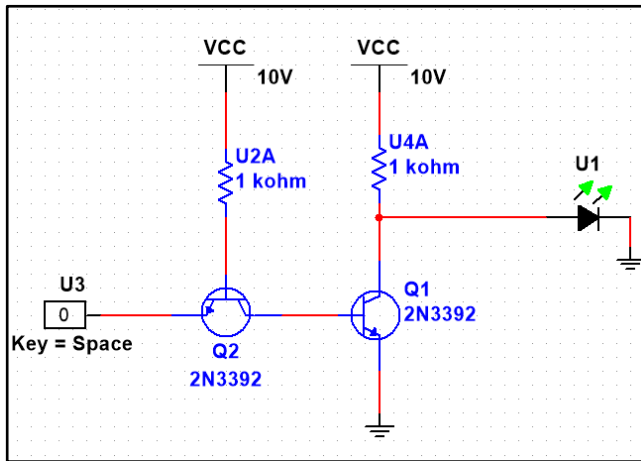 VCC
10V
U2A
1 kohm
VCC
10V
U4A
1 kohm
U1
U3
0
Key = Space
Q2
2N3392
Q1
2N3392